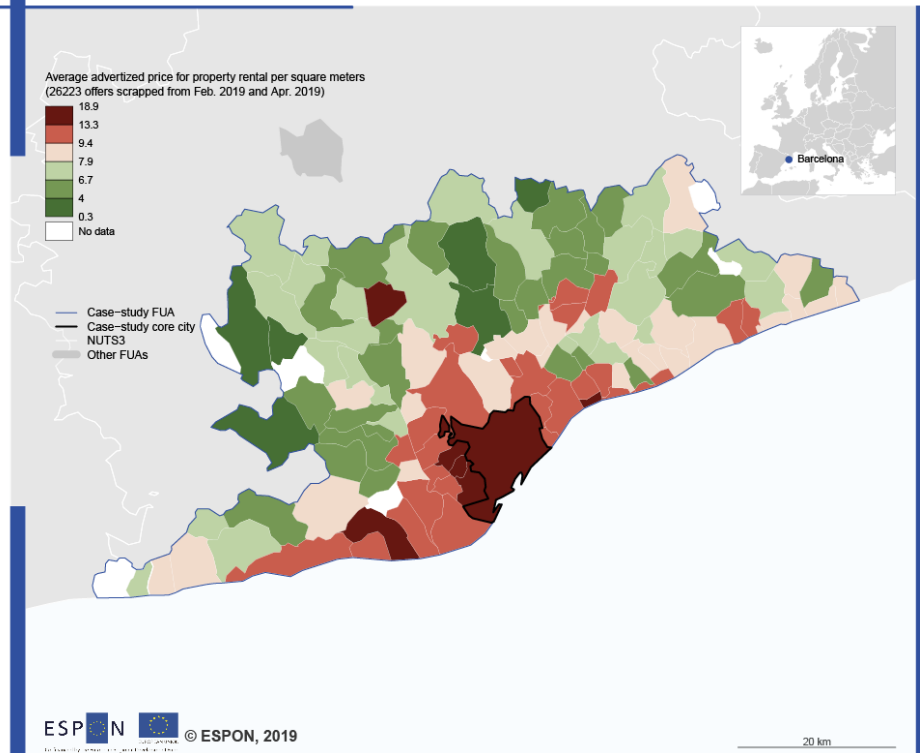 Average advertized price for property rental per square meters
(26223 offers scrapped from Feb. 2019 and Apr. 2019)
18.9
13.3
9.4
7.9
6.7
4
0.3
No data
Barcelona
Case-study FUA
Case-study core city
NUTS3
Other FUAs
ESPON
© ESPON, 2019
20 km